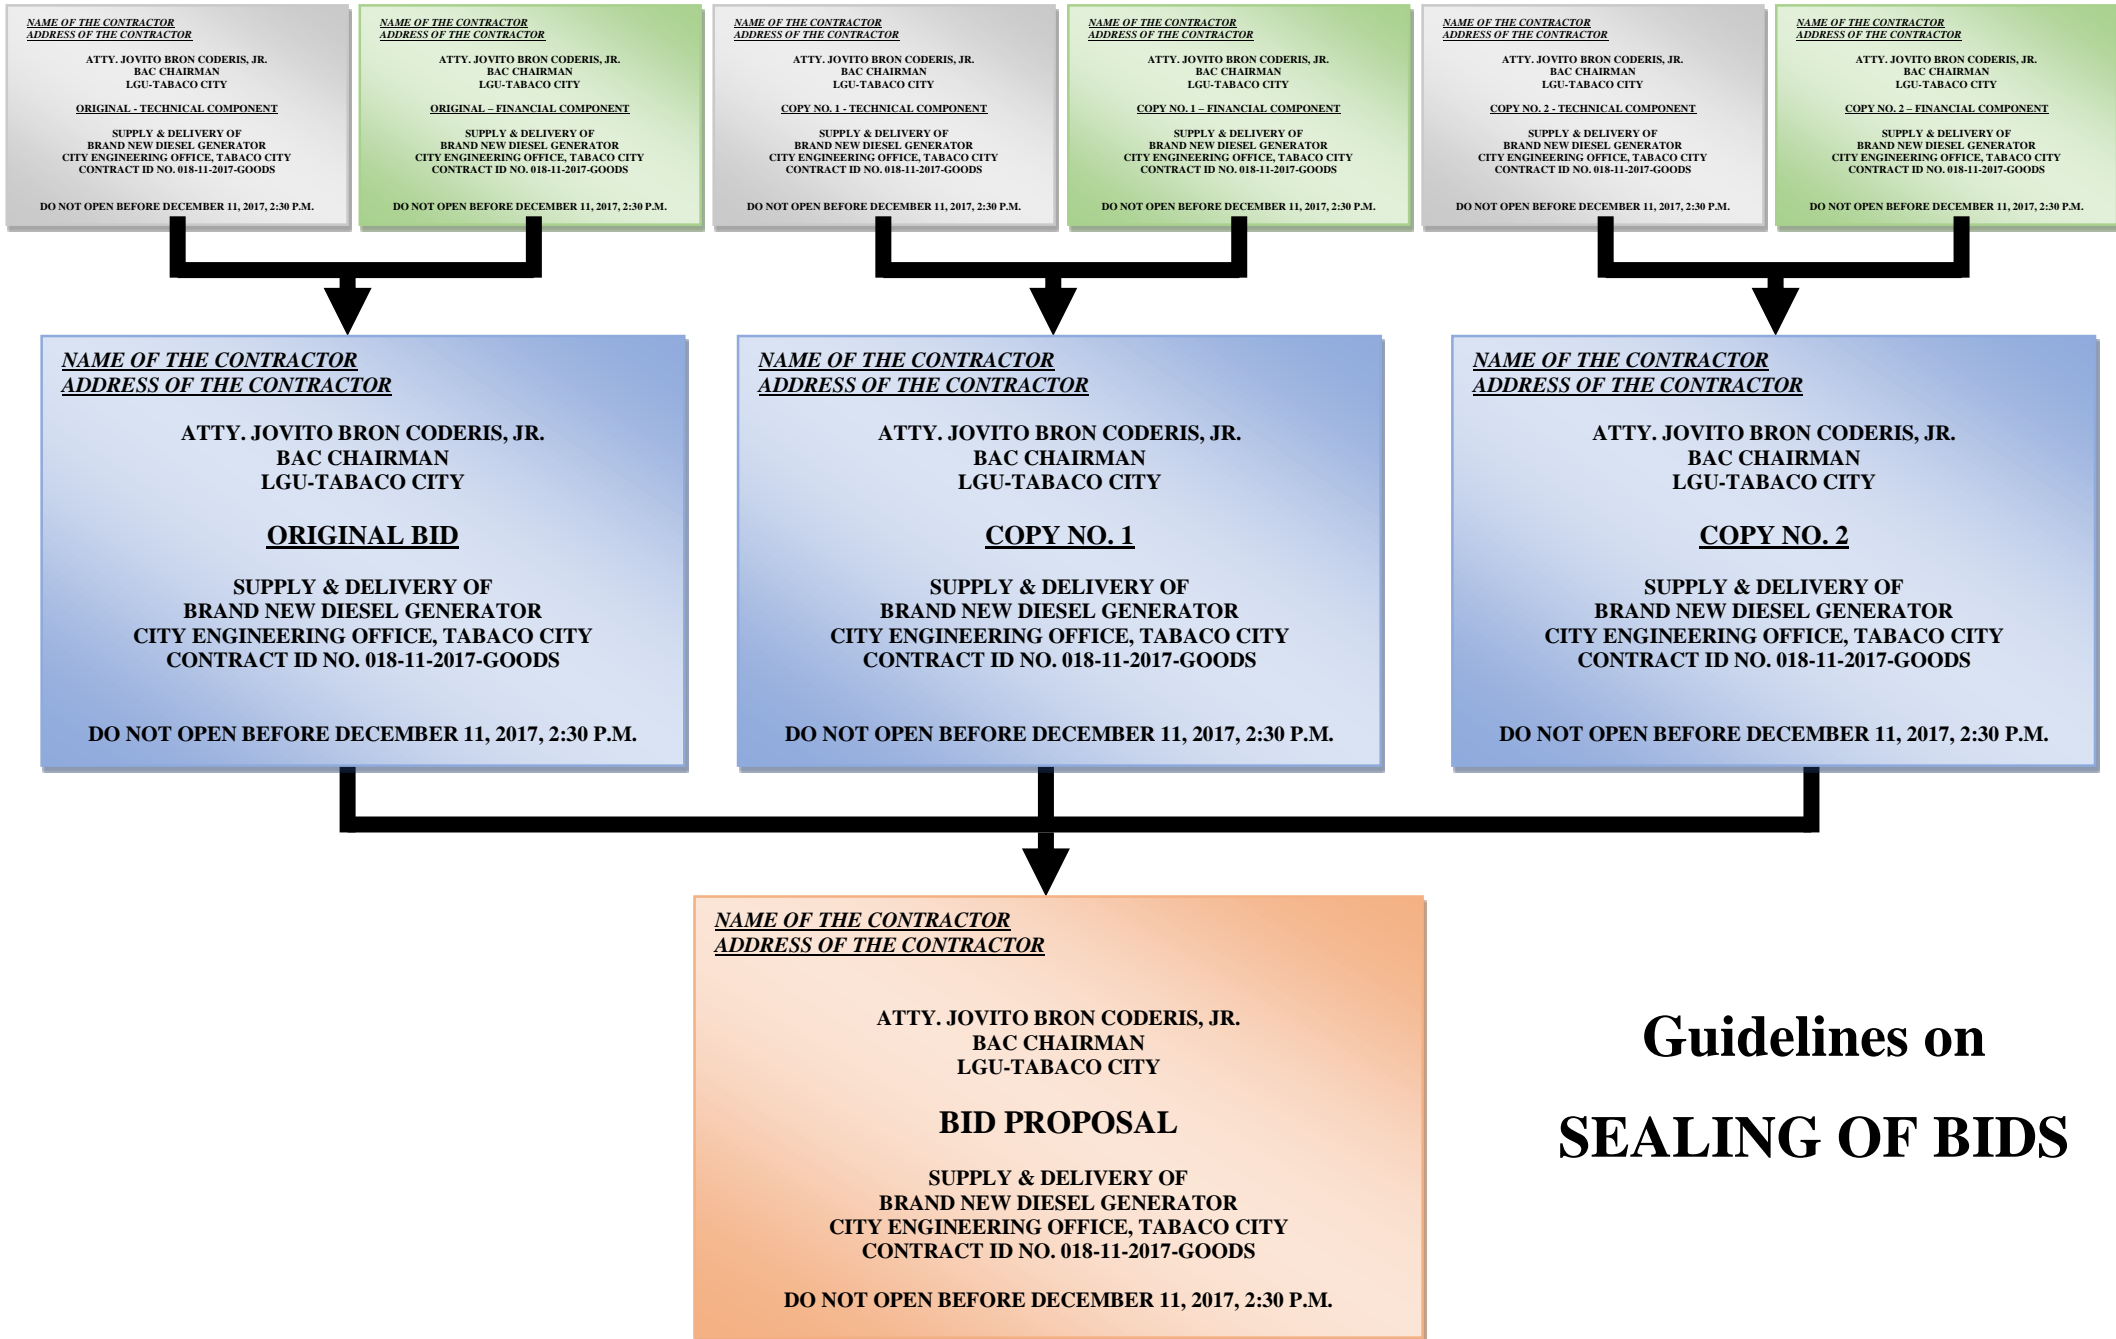 NAME OF THE CONTRACTOR
ADDRESS OF THE CONTRACTOR
ATTY. JOVITO BRON CODERIS, JR.
BAC CHAIRMAN
LGU-TABACO CITY
ORIGINAL - TECHNICAL COMPONENT
SUPPLY & DELIVERY OF
BRAND NEW DIESEL GENERATOR
CITY ENGINEERING OFFICE, TABACO CITY
CONTRACT ID NO. 018-11-2017-GOODS
DO NOT OPEN BEFORE DECEMBER 11, 2017, 2:30 P.M.
NAME OF THE CONTRACTOR
ADDRESS OF THE CONTRACTOR
ATTY. JOVITO BRON CODERIS, JR.
BAC CHAIRMAN
LGU-TABACO CITY
ORIGINAL – FINANCIAL COMPONENT
SUPPLY & DELIVERY OF
BRAND NEW DIESEL GENERATOR
CITY ENGINEERING OFFICE, TABACO CITY
CONTRACT ID NO. 018-11-2017-GOODS
DO NOT OPEN BEFORE DECEMBER 11, 2017, 2:30 P.M.
NAME OF THE CONTRACTOR
ADDRESS OF THE CONTRACTOR
ATTY. JOVITO BRON CODERIS, JR.
BAC CHAIRMAN
LGU-TABACO CITY
COPY NO. 1 - TECHNICAL COMPONENT
SUPPLY & DELIVERY OF
BRAND NEW DIESEL GENERATOR
CITY ENGINEERING OFFICE, TABACO CITY
CONTRACT ID NO. 018-11-2017-GOODS
DO NOT OPEN BEFORE DECEMBER 11, 2017, 2:30 P.M.
NAME OF THE CONTRACTOR
ADDRESS OF THE CONTRACTOR
ATTY. JOVITO BRON CODERIS, JR.
BAC CHAIRMAN
LGU-TABACO CITY
COPY NO. 1 – FINANCIAL COMPONENT
SUPPLY & DELIVERY OF
BRAND NEW DIESEL GENERATOR
CITY ENGINEERING OFFICE, TABACO CITY
CONTRACT ID NO. 018-11-2017-GOODS
DO NOT OPEN BEFORE DECEMBER 11, 2017, 2:30 P.M.
NAME OF THE CONTRACTOR
ADDRESS OF THE CONTRACTOR
ATTY. JOVITO BRON CODERIS, JR.
BAC CHAIRMAN
LGU-TABACO CITY
COPY NO. 2 - TECHNICAL COMPONENT
SUPPLY & DELIVERY OF
BRAND NEW DIESEL GENERATOR
CITY ENGINEERING OFFICE, TABACO CITY
CONTRACT ID NO. 018-11-2017-GOODS
DO NOT OPEN BEFORE DECEMBER 11, 2017, 2:30 P.M.
NAME OF THE CONTRACTOR
ADDRESS OF THE CONTRACTOR
ATTY. JOVITO BRON CODERIS, JR.
BAC CHAIRMAN
LGU-TABACO CITY
COPY NO. 2 – FINANCIAL COMPONENT
SUPPLY & DELIVERY OF
BRAND NEW DIESEL GENERATOR
CITY ENGINEERING OFFICE, TABACO CITY
CONTRACT ID NO. 018-11-2017-GOODS
DO NOT OPEN BEFORE DECEMBER 11, 2017, 2:30 P.M.
NAME OF THE CONTRACTOR
ADDRESS OF THE CONTRACTOR
ATTY. JOVITO BRON CODERIS, JR.
BAC CHAIRMAN
LGU-TABACO CITY
ORIGINAL BID
SUPPLY & DELIVERY OF
BRAND NEW DIESEL GENERATOR
CITY ENGINEERING OFFICE, TABACO CITY
CONTRACT ID NO. 018-11-2017-GOODS
DO NOT OPEN BEFORE DECEMBER 11, 2017, 2:30 P.M.
NAME OF THE CONTRACTOR
ADDRESS OF THE CONTRACTOR
ATTY. JOVITO BRON CODERIS, JR.
BAC CHAIRMAN
LGU-TABACO CITY
COPY NO. 1
SUPPLY & DELIVERY OF
BRAND NEW DIESEL GENERATOR
CITY ENGINEERING OFFICE, TABACO CITY
CONTRACT ID NO. 018-11-2017-GOODS
DO NOT OPEN BEFORE DECEMBER 11, 2017, 2:30 P.M.
NAME OF THE CONTRACTOR
ADDRESS OF THE CONTRACTOR
ATTY. JOVITO BRON CODERIS, JR.
BAC CHAIRMAN
LGU-TABACO CITY
COPY NO. 2
SUPPLY & DELIVERY OF
BRAND NEW DIESEL GENERATOR
CITY ENGINEERING OFFICE, TABACO CITY
CONTRACT ID NO. 018-11-2017-GOODS
DO NOT OPEN BEFORE DECEMBER 11, 2017, 2:30 P.M.
NAME OF THE CONTRACTOR
ADDRESS OF THE CONTRACTOR
ATTY. JOVITO BRON CODERIS, JR.
BAC CHAIRMAN
LGU-TABACO CITY
BID PROPOSAL
SUPPLY & DELIVERY OF
BRAND NEW DIESEL GENERATOR
CITY ENGINEERING OFFICE, TABACO CITY
CONTRACT ID NO. 018-11-2017-GOODS
DO NOT OPEN BEFORE DECEMBER 11, 2017, 2:30 P.M.
Guidelines on
SEALING OF BIDS